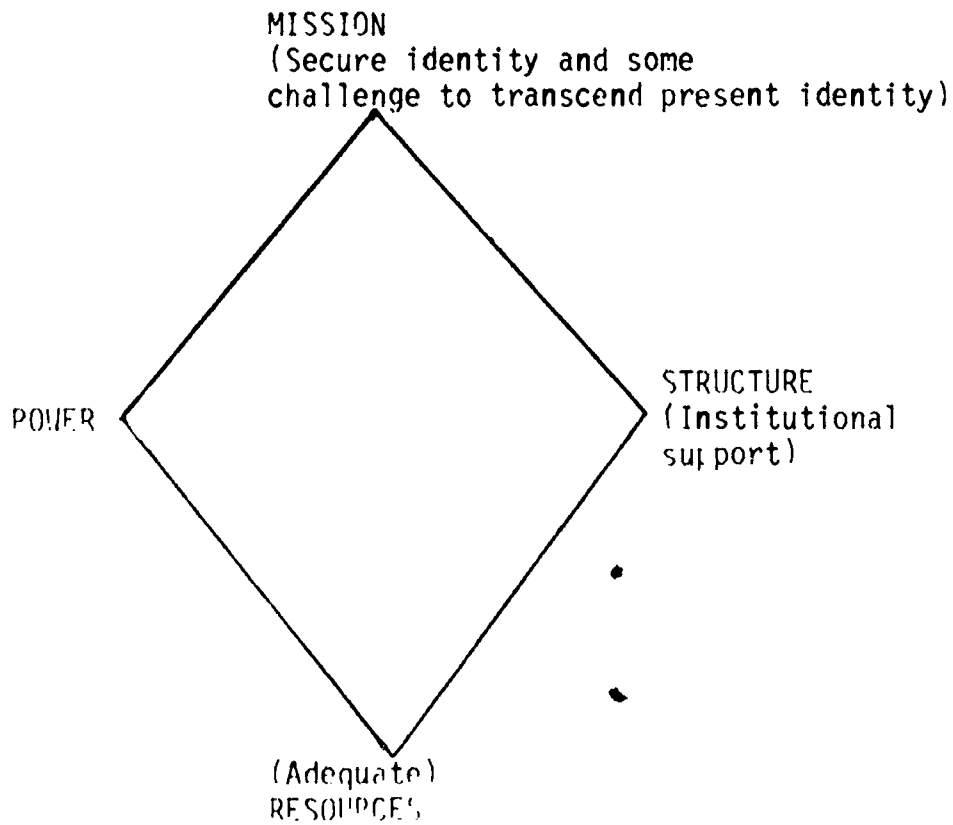 MISSION
(Secure identity and some
challenge to transcend present identity)
POWER
STRUCTURE
(Institutional
support)
(Adequate)
RESOURCES